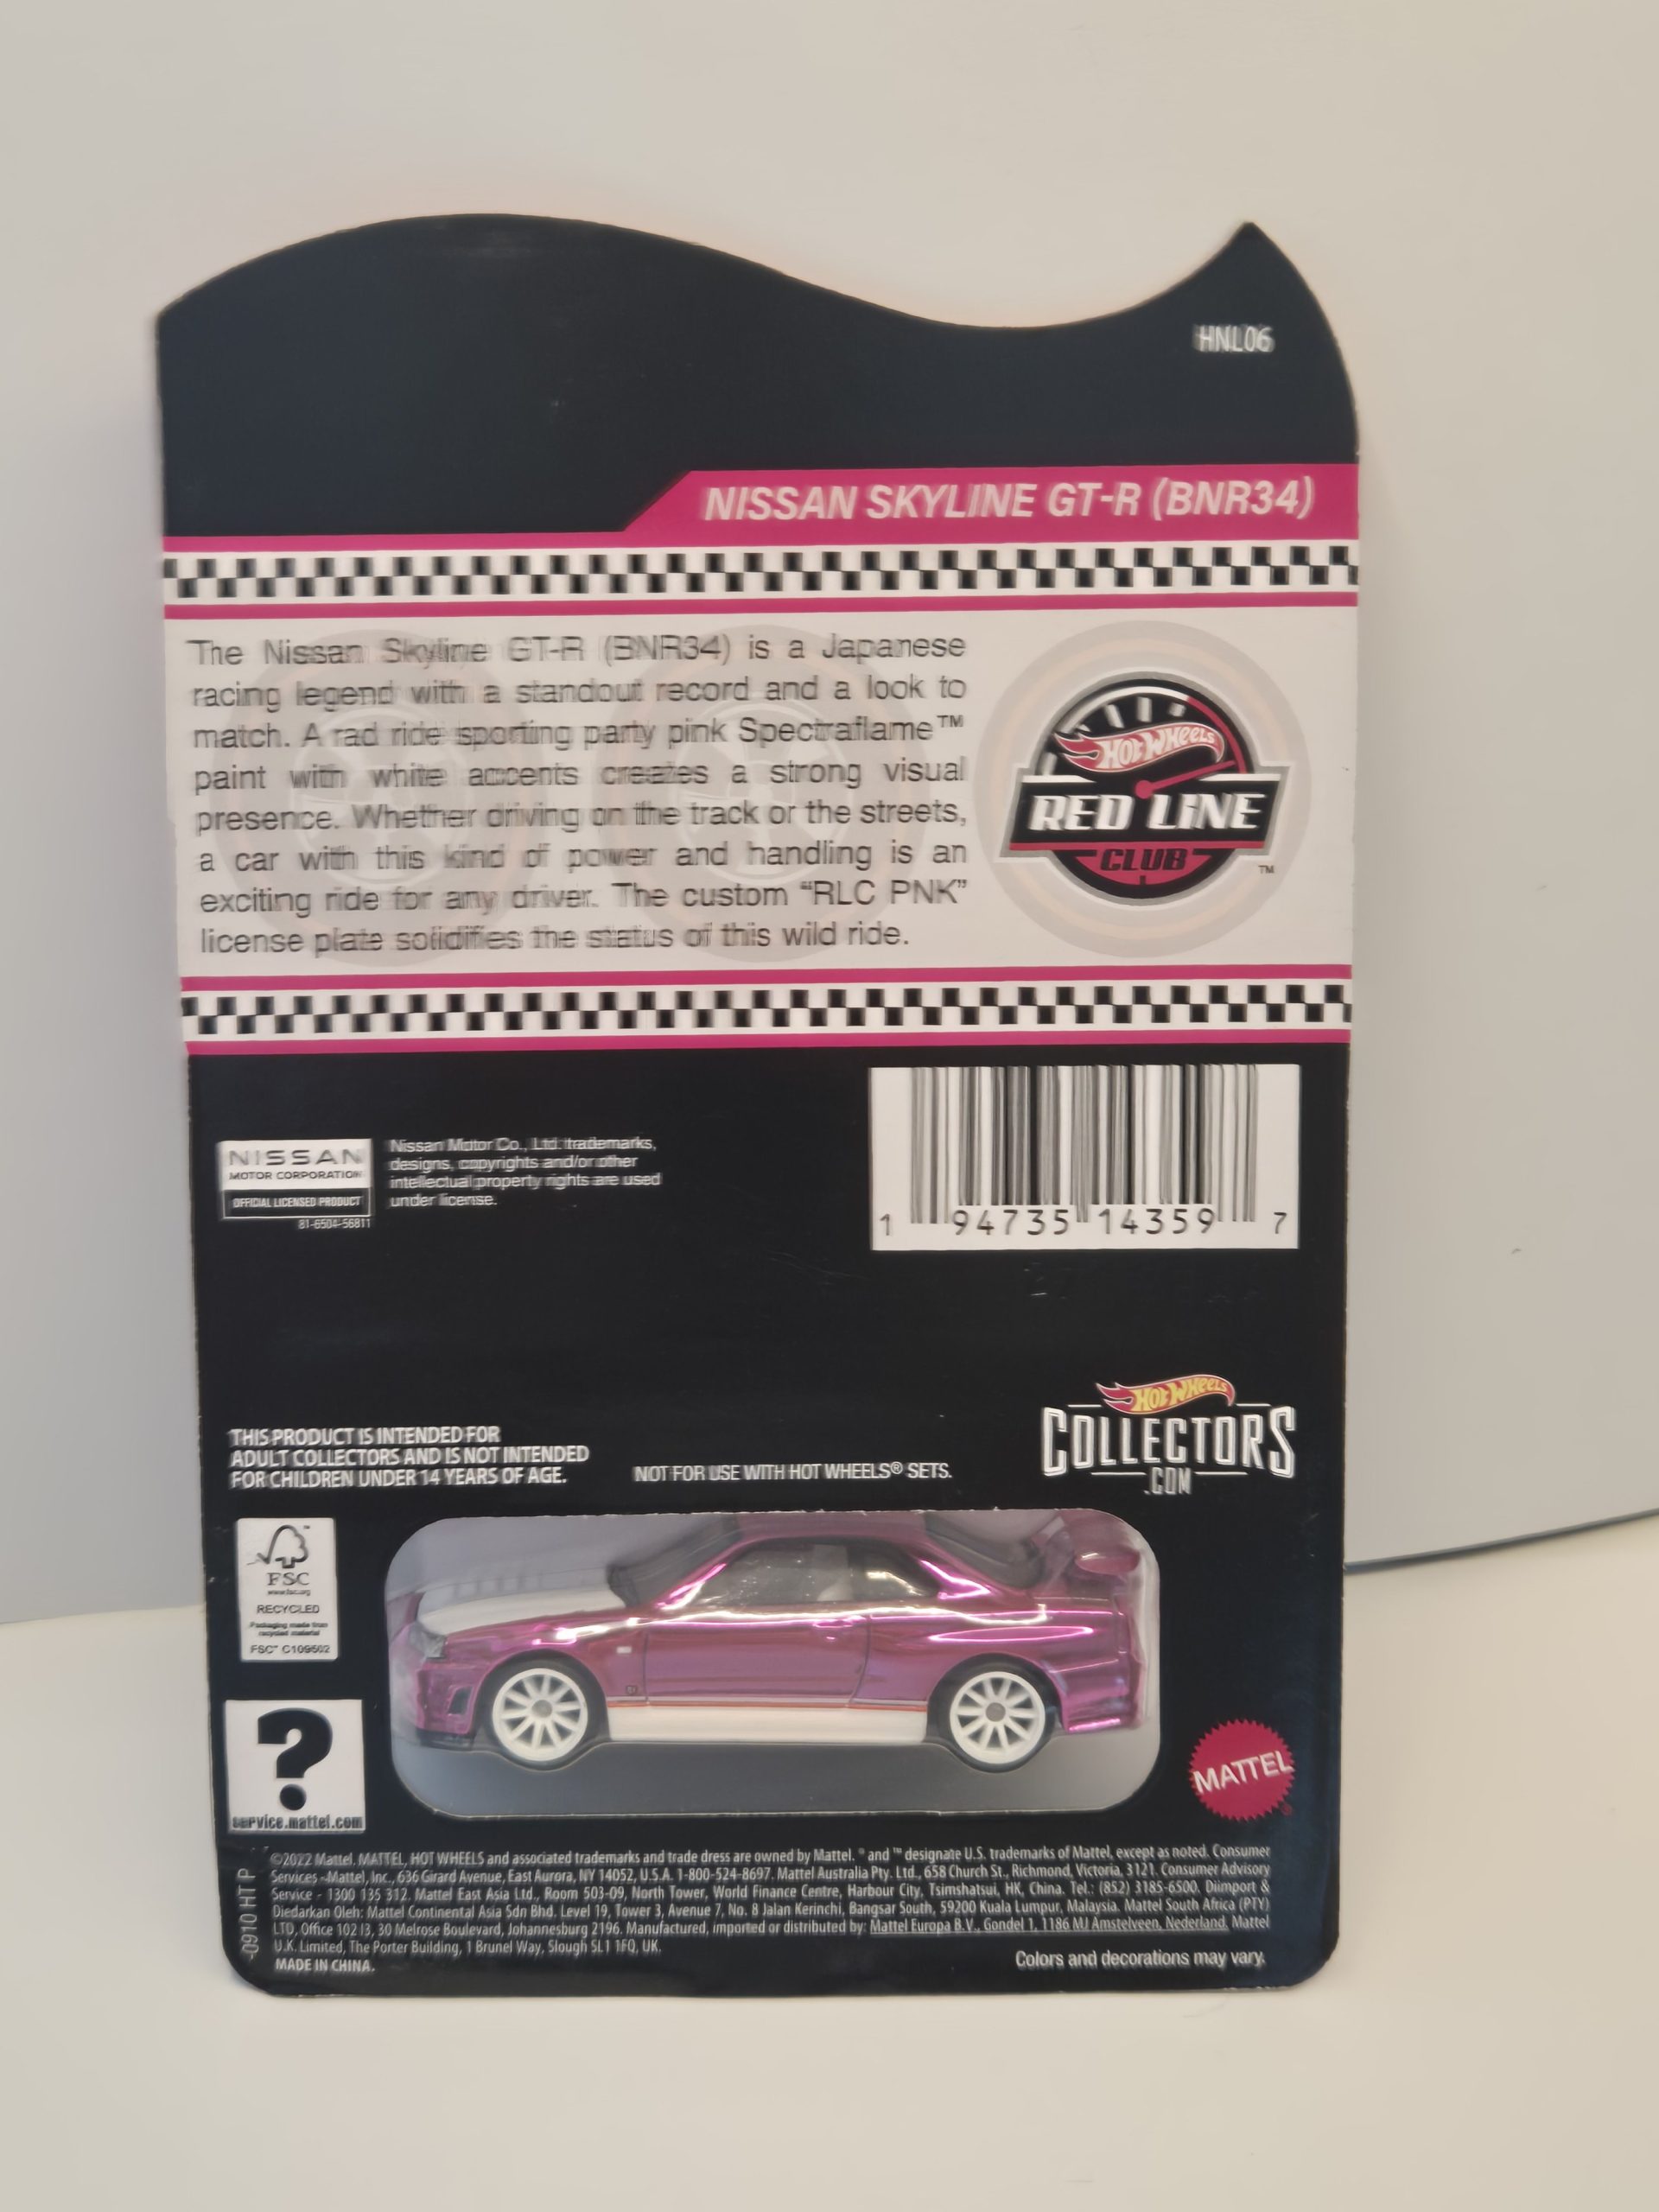 HNL06
NISSAN SKYLINE GT-R (BNR34)
The Nissan Skyline GT-R (BNR34) is a Japanese
racing legend with a standout record and a look to
match. A rad ride sporting party pink Spectraflame™
paint with white accents creates a strong visual
presence. Whether driving on the track or the streets,
a car with this kind of power and handling is an
exciting ride for any driver. The custom “RLC PNK”
license plate solidifies the status of this wild ride.
HOT WHEELS
RED LINE
CLUB
TM
NISSAN
MOTOR CORPORATION
OFFICIAL LICENSED PRODUCT
81-6504-56811
Nissan Motor Co., Ltd. trademarks,
designs, copyrights and/or other
intellectual property rights are used
under license.
1 94735 14359 7
THIS PRODUCT IS INTENDED FOR
ADULT COLLECTORS AND IS NOT INTENDED
FOR CHILDREN UNDER 14 YEARS OF AGE.
NOT FOR USE WITH HOT WHEELS® SETS.
HOT WHEELS
COLLECTORS
.COM
FSC
www.fsc.org
RECYCLED
Packaging made from
recycled material
FSC® C109502
?
service.mattel.com
MATTEL
-0910 HT P
©2022 Mattel. MATTEL, HOT WHEELS and associated trademarks and trade dress are owned by Mattel. ® and ™ designate U.S. trademarks of Mattel, except as noted. Consumer
Services - Mattel, Inc., 636 Girard Avenue, East Aurora, NY 14052, U.S.A. 1-800-524-8697. Mattel Australia Pty. Ltd., 658 Church St., Richmond, Victoria, 3121. Consumer Advisory
Service - 1300 135 312. Mattel East Asia Ltd., Room 503-09, North Tower, World Finance Centre, Harbour City, Tsimshatsui, HK, China. Tel.: (852) 3185-6500. Diimport &
Diedarkan Oleh: Mattel Continental Asia Sdn Bhd. Level 19, Tower 3, Avenue 7, No. 8 Jalan Kerinchi, Bangsar South, 59200 Kuala Lumpur, Malaysia. Mattel South Africa (PTY)
LTD, Office 102 I3, 30 Melrose Boulevard, Johannesburg 2196. Manufactured, imported or distributed by: Mattel Europa B.V., Gondel 1, 1186 MJ Amstelveen, Nederland. Mattel
U.K. Limited, The Porter Building, 1 Brunel Way, Slough SL1 1FQ, UK.
MADE IN CHINA.
Colors and decorations may vary.